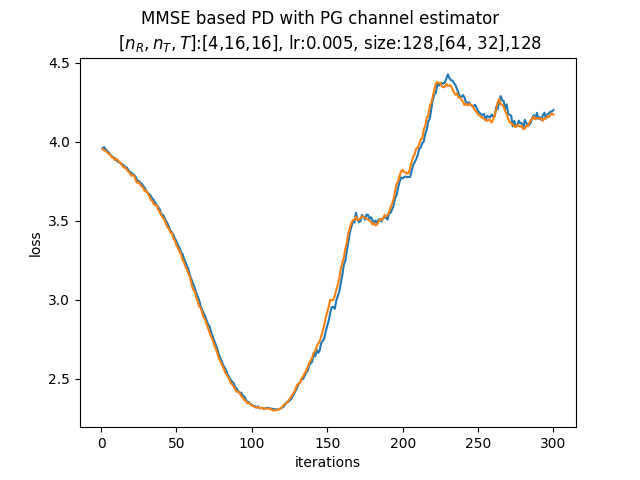 MMSE based PD with PG channel estimator
[n_R, n_T, T]:[4,16,16], lr:0.005, size:128,[64, 32],128
4.5
4.0
3.5
3.0
2.5
loss
0 50 100 150 200 250 300
iterations